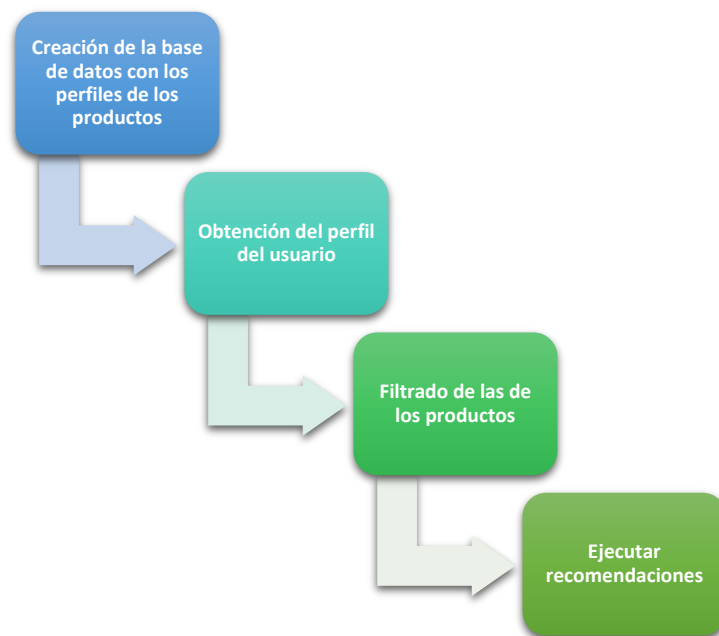 Creación de la base
de datos con los
perfiles de los
productos
Obtención del perfil
del usuario
Filtrado de las de
los productos
Ejecutar
recomendaciones